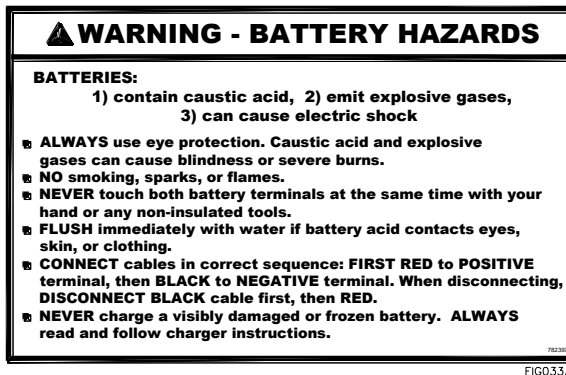 WARNING - BATTERY HAZARDS
BATTERIES:
1) contain caustic acid, 2) emit explosive gases,
3) can cause electric shock
ALWAYS use eye protection. Caustic acid and explosive
gases can cause blindness or severe burns.
NO smoking, sparks, or flames.
NEVER touch both battery terminals at the same time with your
hand or any non-insulated tools.
FLUSH immediately with water if battery acid contacts eyes,
skin, or clothing.
CONNECT cables in correct sequence: FIRST RED to POSITIVE
terminal, then BLACK to NEGATIVE terminal. When disconnecting,
DISCONNECT BLACK cable first, then RED.
NEVER charge a visibly damaged or frozen battery. ALWAYS
read and follow charger instructions.